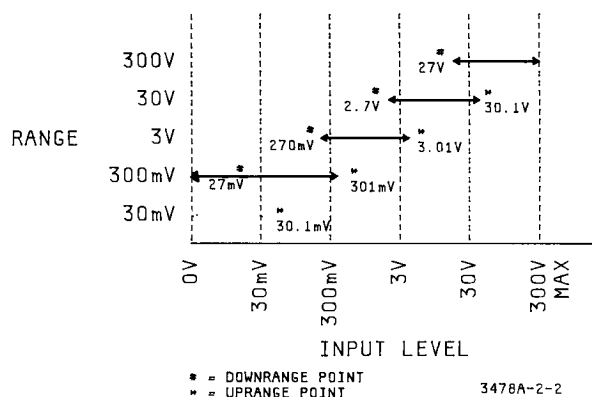 300V
#
27V
30V
#
2.7V
"
30.1V
RANGE
3V
#
270mV
"
3.01V
300mV
#
27mV
"
301mV
30mV
"
30.1mV
0V
30mV
300mV
3V
30V
300V
MAX
INPUT LEVEL
# = DOWNRANGE POINT
" = UPRANGE POINT
3478A-2-2